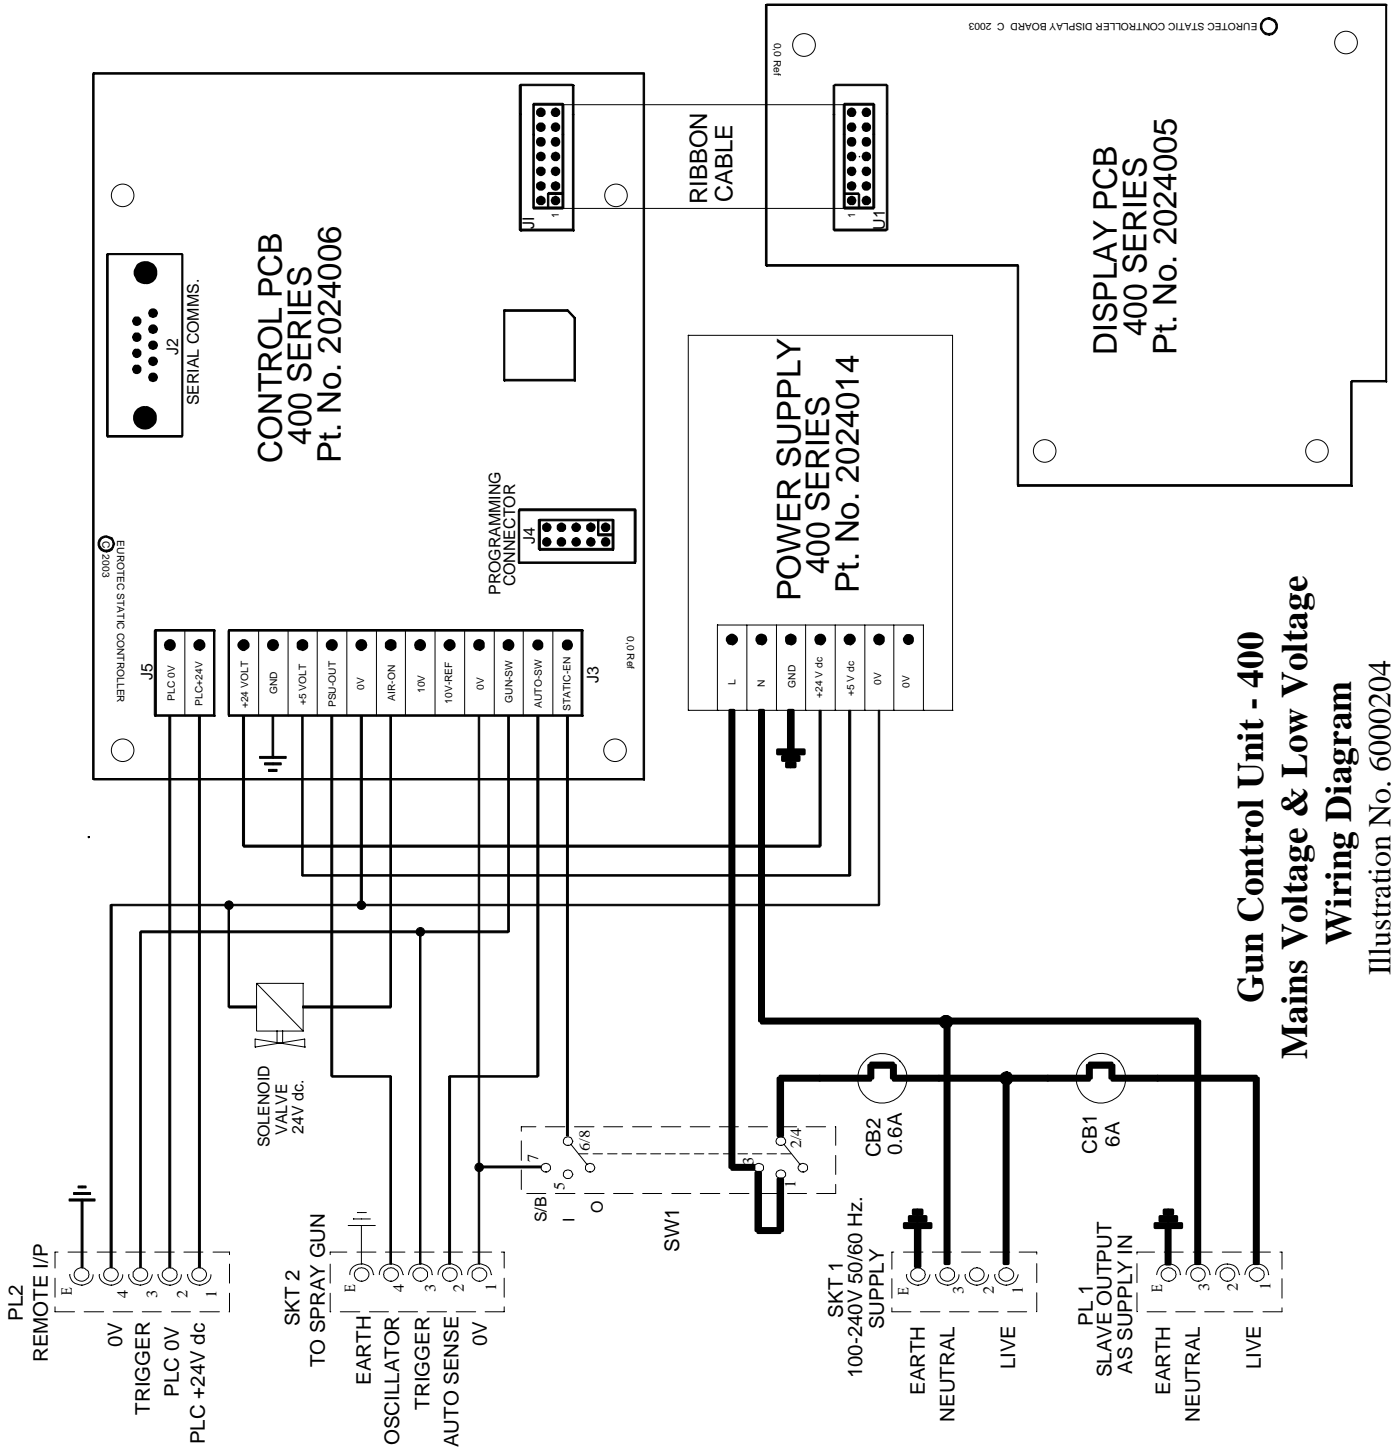 PL2
REMOTE I/P
E
4
3
2
1
0V
TRIGGER
PLC 0V
PLC +24V dc
SKT 2
TO SPRAY GUN
E
4
3
2
1
EARTH
OSCILLATOR
TRIGGER
AUTO SENSE
0V
SKT 1
100-240V 50/60 Hz.
SUPPLY
E
3
2
1
EARTH
NEUTRAL
LIVE
PL 1
SLAVE OUTPUT
AS SUPPLY IN
E
3
2
1
EARTH
NEUTRAL
LIVE
SOLENOID
VALVE
24V dc.
S/B
I
O
7
5
6/8
3
1
2/4
SW1
CB2
0.6A
CB1
6A
EUROTEC STATIC CONTROLLER
C 2003
J5
PLC 0V
PLC+24V
+24 VOLT
GND
+5 VOLT
PSU-OUT
0V
AIR-ON
10V
10V-REF
0V
GUN-SW
AUTO-SW
STATIC-EN
J3
0,0 Ref
J2
SERIAL COMMS.
CONTROL PCB
400 SERIES
Pt. No. 2024006
PROGRAMMING
CONNECTOR
J4
J1
1
RIBBON
CABLE
L
N
GND
+24 V dc
+5 V dc
0V
0V
POWER SUPPLY
400 SERIES
Pt. No. 2024014
0,0 Ref
EUROTEC STATIC CONTROLLER DISPLAY BOARD C 2003
1
U1
DISPLAY PCB
400 SERIES
Pt. No. 2024005
Gun Control Unit - 400
Mains Voltage & Low Voltage
Wiring Diagram
Illustration No. 6000204